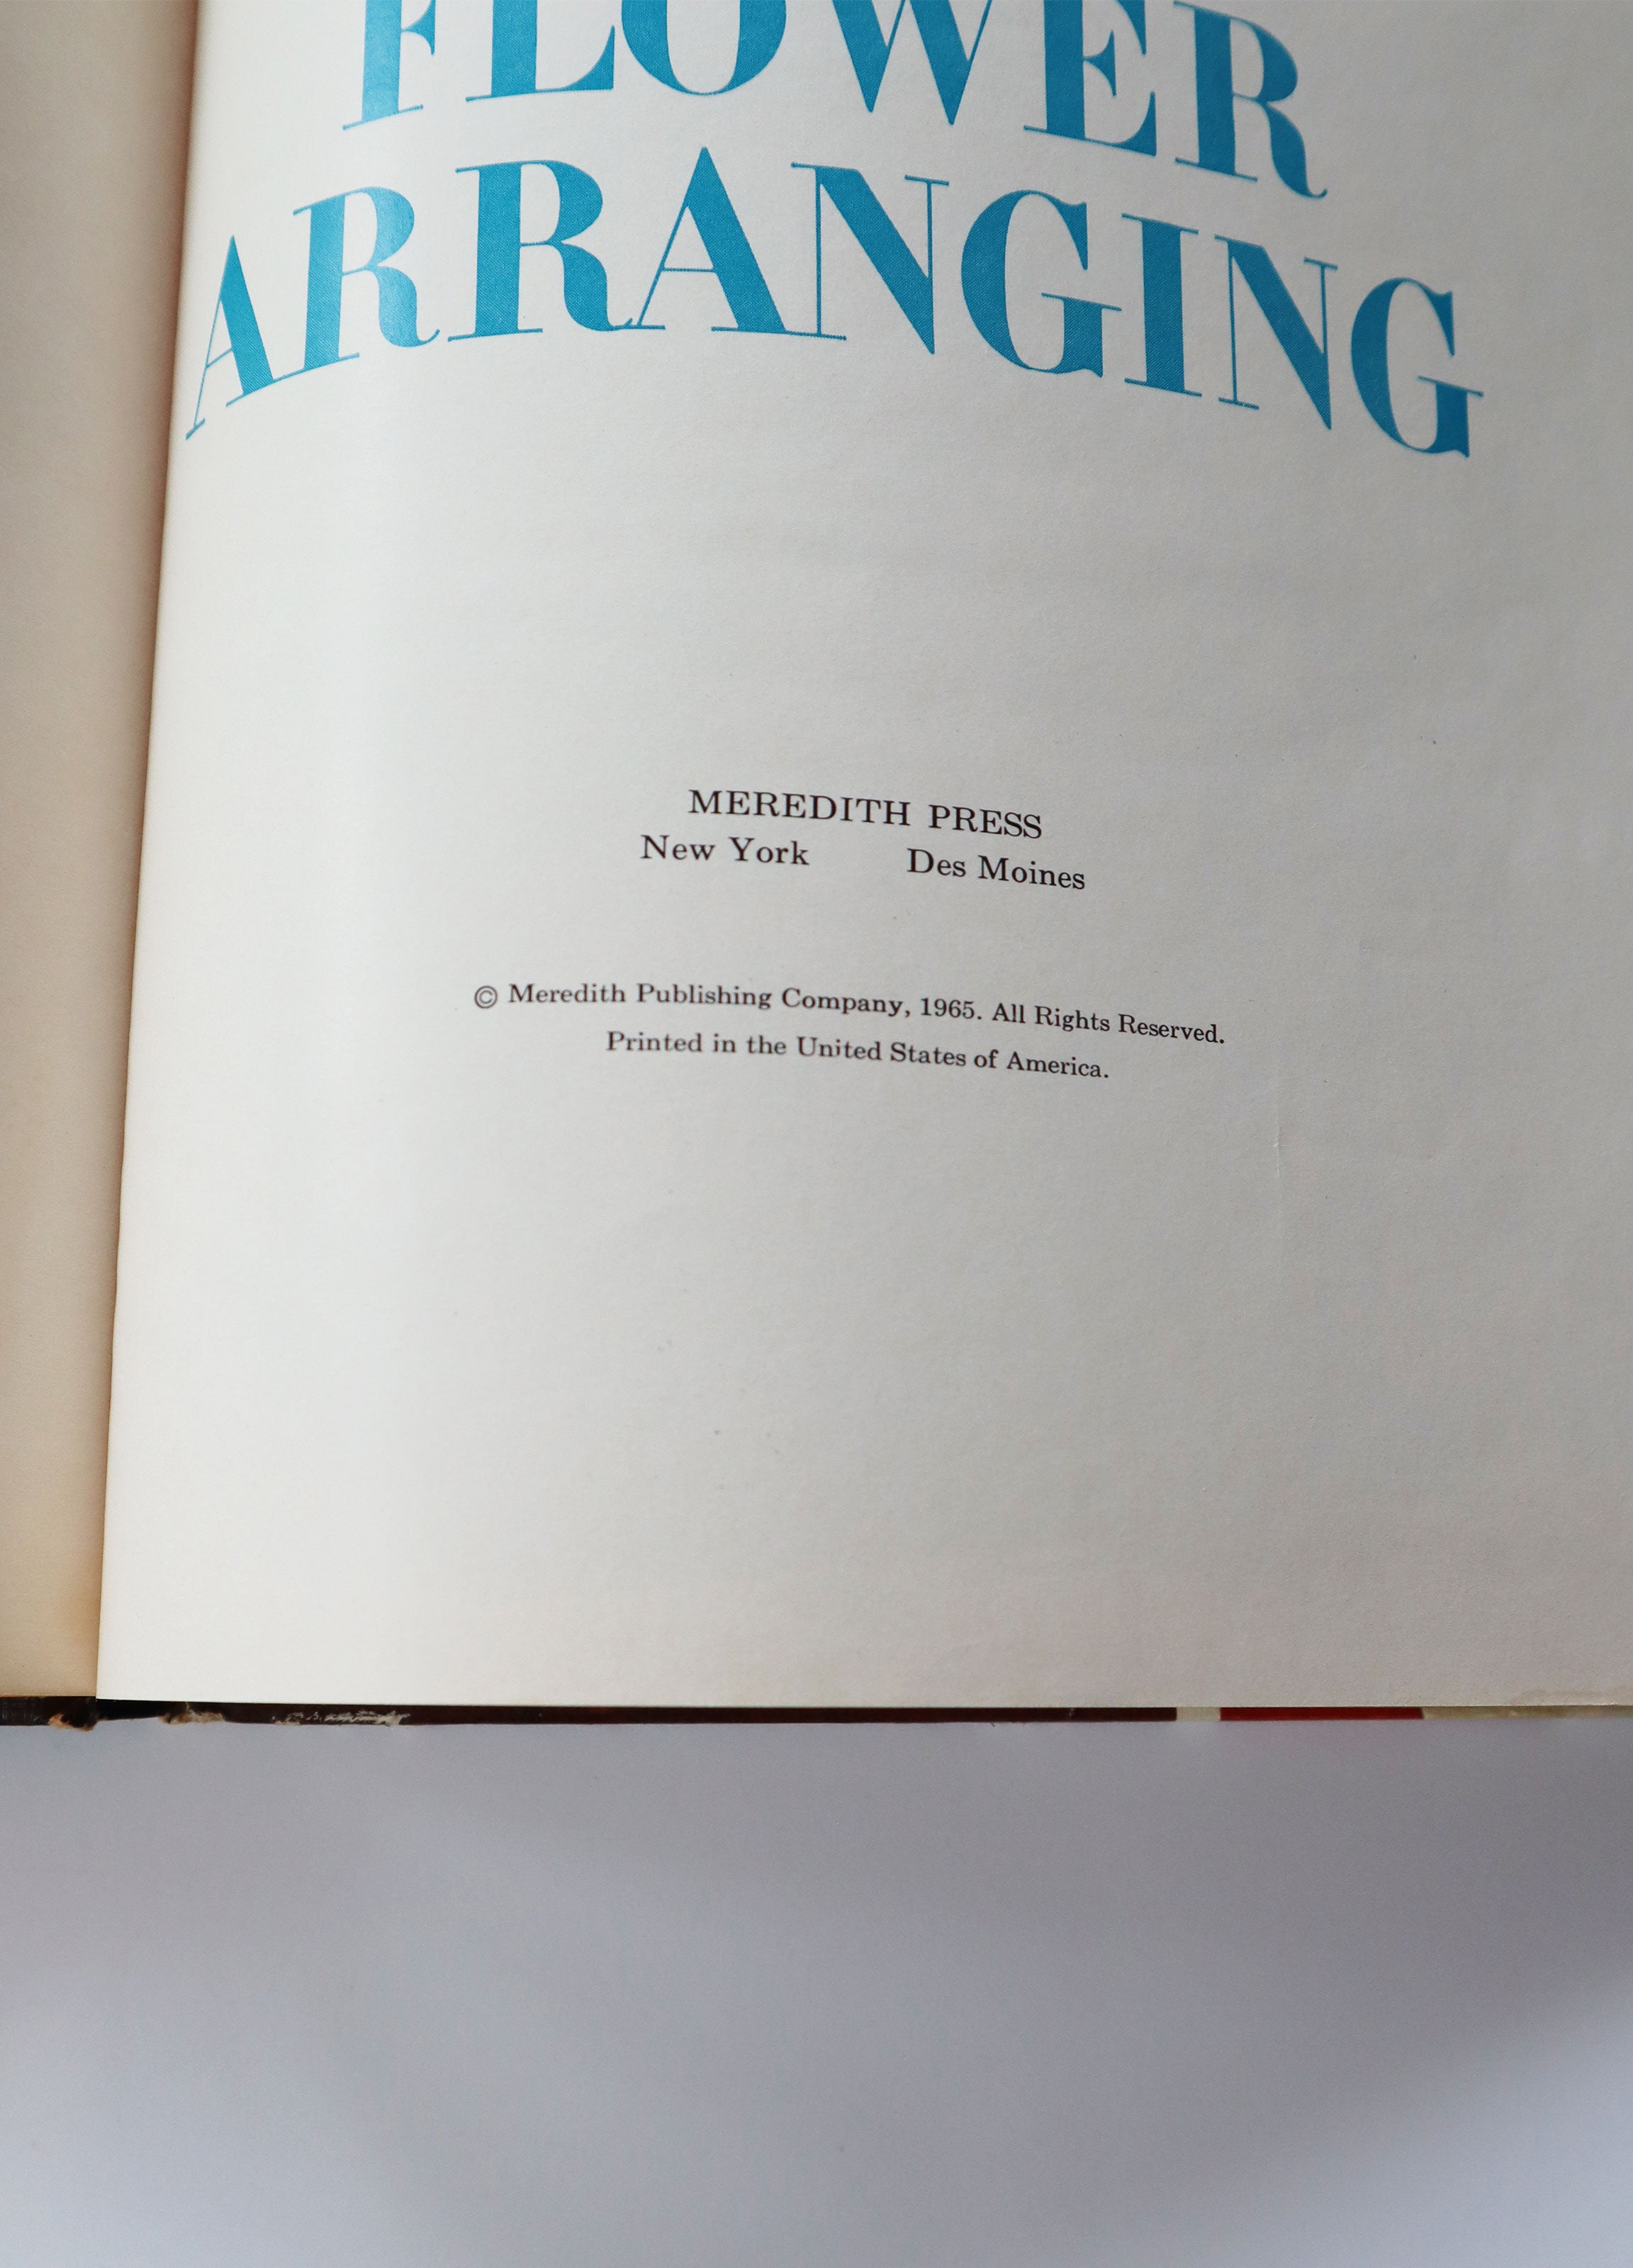 FLOWER
ARRANGING
MEREDITH PRESS
New York Des Moines
© Meredith Publishing Company, 1965. All Rights Reserved.
Printed in the United States of America.